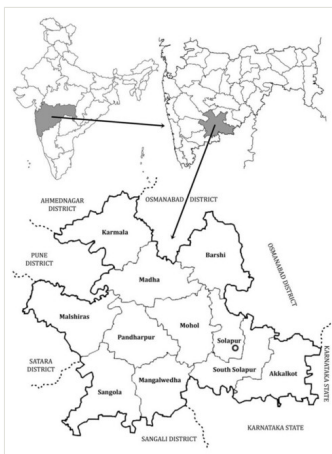 AHMEDNAGAR
DISTRICT
OSMANABAD DISTRICT
Karmala
Barshi
PUNE
DISTRICT
Madha
OSMANABAD DISTRICT
Malshiras
Mohol
Pandharpur
Solapur
SATARA
DISTRICT
Sangola
Mangalwedha
South Solapur
Akkalkot
KARNATAKA STATE
SANGALI DISTRICT
KARNATAKA STATE